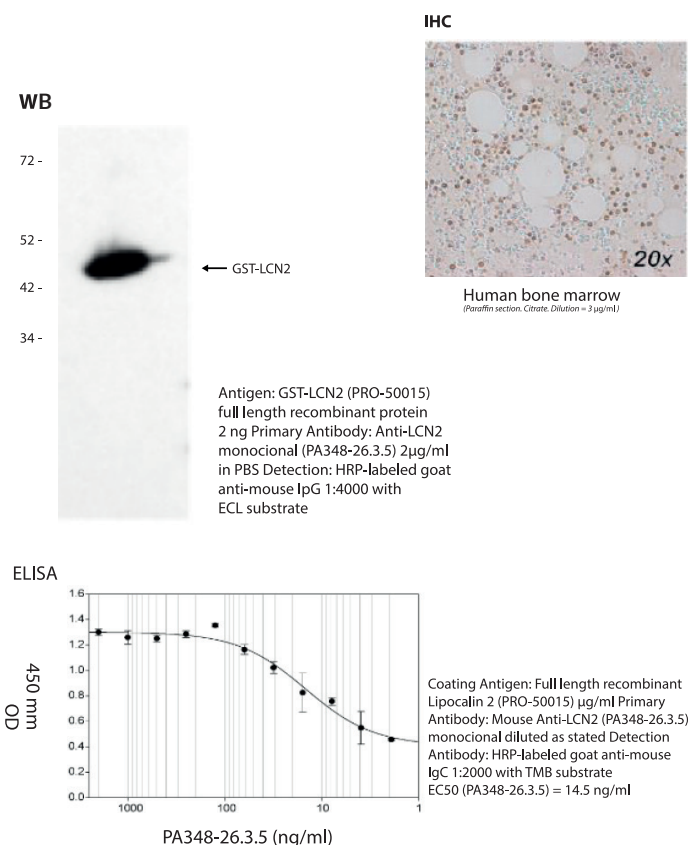 IHC
WB
72 -
52 -
42 -
34 -
GST-LCN2
20x
Human bone marrow
(Paraffin section, Citrate, Dilution = 3 µg/ml)
Antigen: GST-LCN2 (PRO-50015)
full length recombinant protein
2 ng Primary Antibody: Anti-LCN2
monocional (PA348-26.3.5) 2µg/ml
in PBS Detection: HRP-labeled goat
anti-mouse IpG 1:4000 with
ECL substrate
ELISA
1.6
1.4
1.2
1.0
0.8
0.6
0.4
0.2
0.0
450 mm
OD
1000
100
10
1
PA348-26.3.5 (ng/ml)
Coating Antigen: Full length recombinant
Lipocalin 2 (PRO-50015) µg/ml Primary
Antibody: Mouse Anti-LCN2 (PA348-26.3.5)
monocional diluted as stated Detection
Antibody: HRP-labeled goat anti-mouse
IgC 1:2000 with TMB substrate
EC50 (PA348-26.3.5) = 14.5 ng/ml